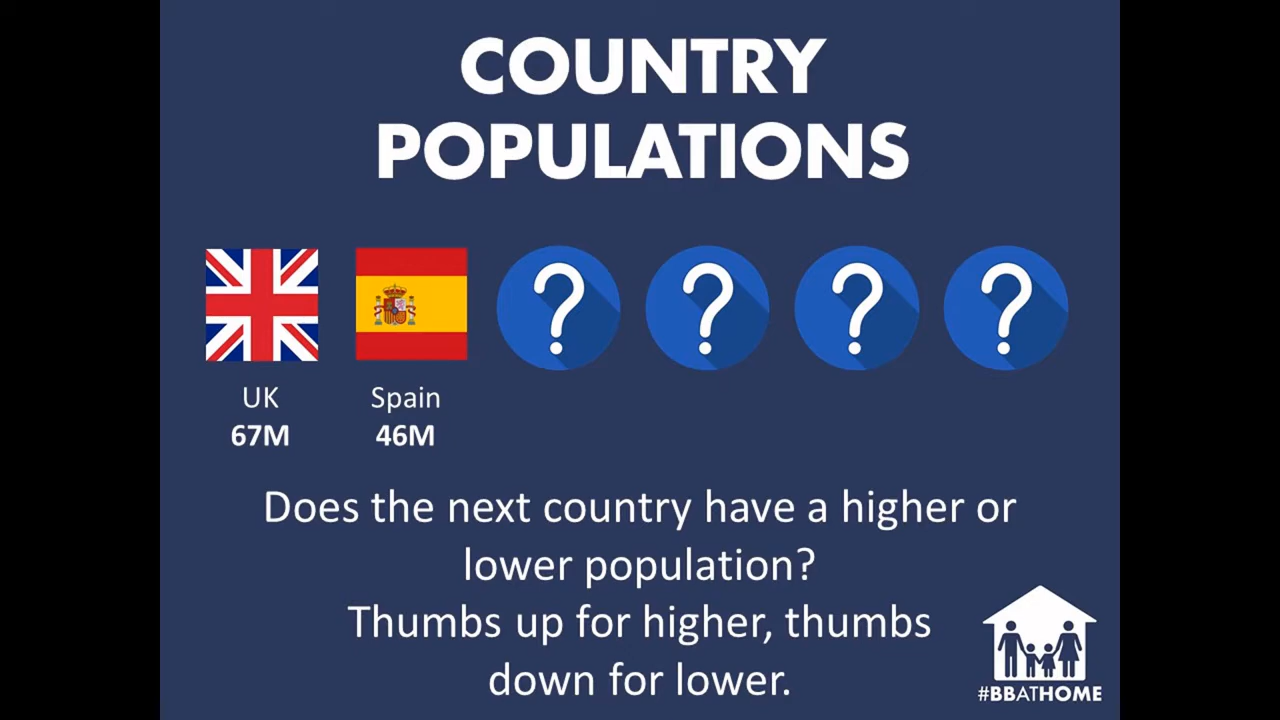 COUNTRY
POPULATIONS
? ? ? ?
UK Spain
67M 46M
Does the next country have a higher or
lower population?
Thumbs up for higher, thumbs
down for lower.
#BBATHOME